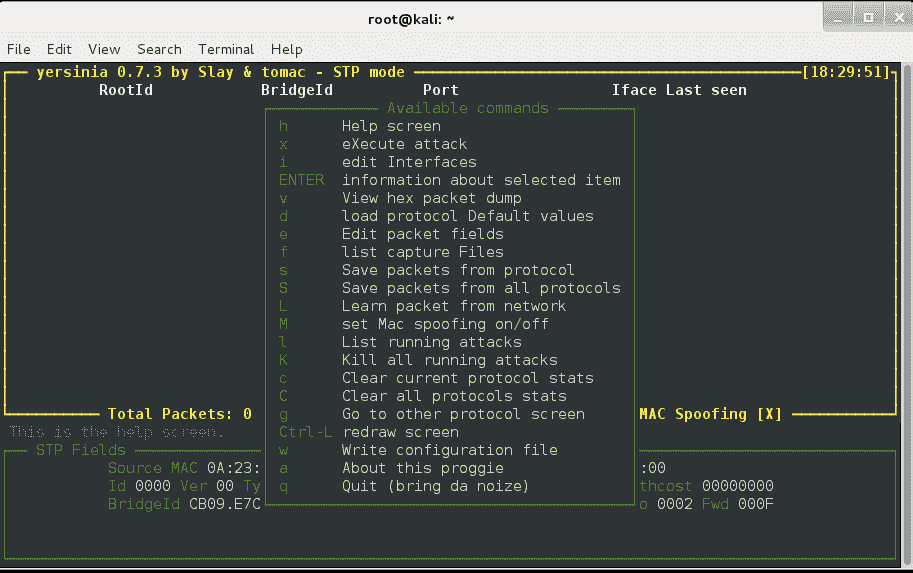 root@kali: ~
File Edit View Search Terminal Help
yersinia 0.7.3 by Slay & tomac - STP mode [18:29:51]
RootId BridgeId Port Iface Last seen
Available commands
h Help screen
x eXecute attack
i edit Interfaces
ENTER information about selected item
v View hex packet dump
d load protocol Default values
e Edit packet fields
f list capture Files
s Save packets from protocol
S Save packets from all protocols
L Learn packet from network
M set Mac spoofing on/off
l List running attacks
K Kill all running attacks
c Clear current protocol stats
C Clear all protocols stats
Total Packets: 0 g Go to other protocol screen MAC Spoofing [X]
This is the help screen. Ctrl-L redraw screen
STP Fields w Write configuration file
Source MAC 0A:23: a About this proggie :00
Id 0000 Ver 00 Ty q Quit (bring da noize) thcost 00000000
BridgeId CB09.E7C o 0002 Fwd 000F